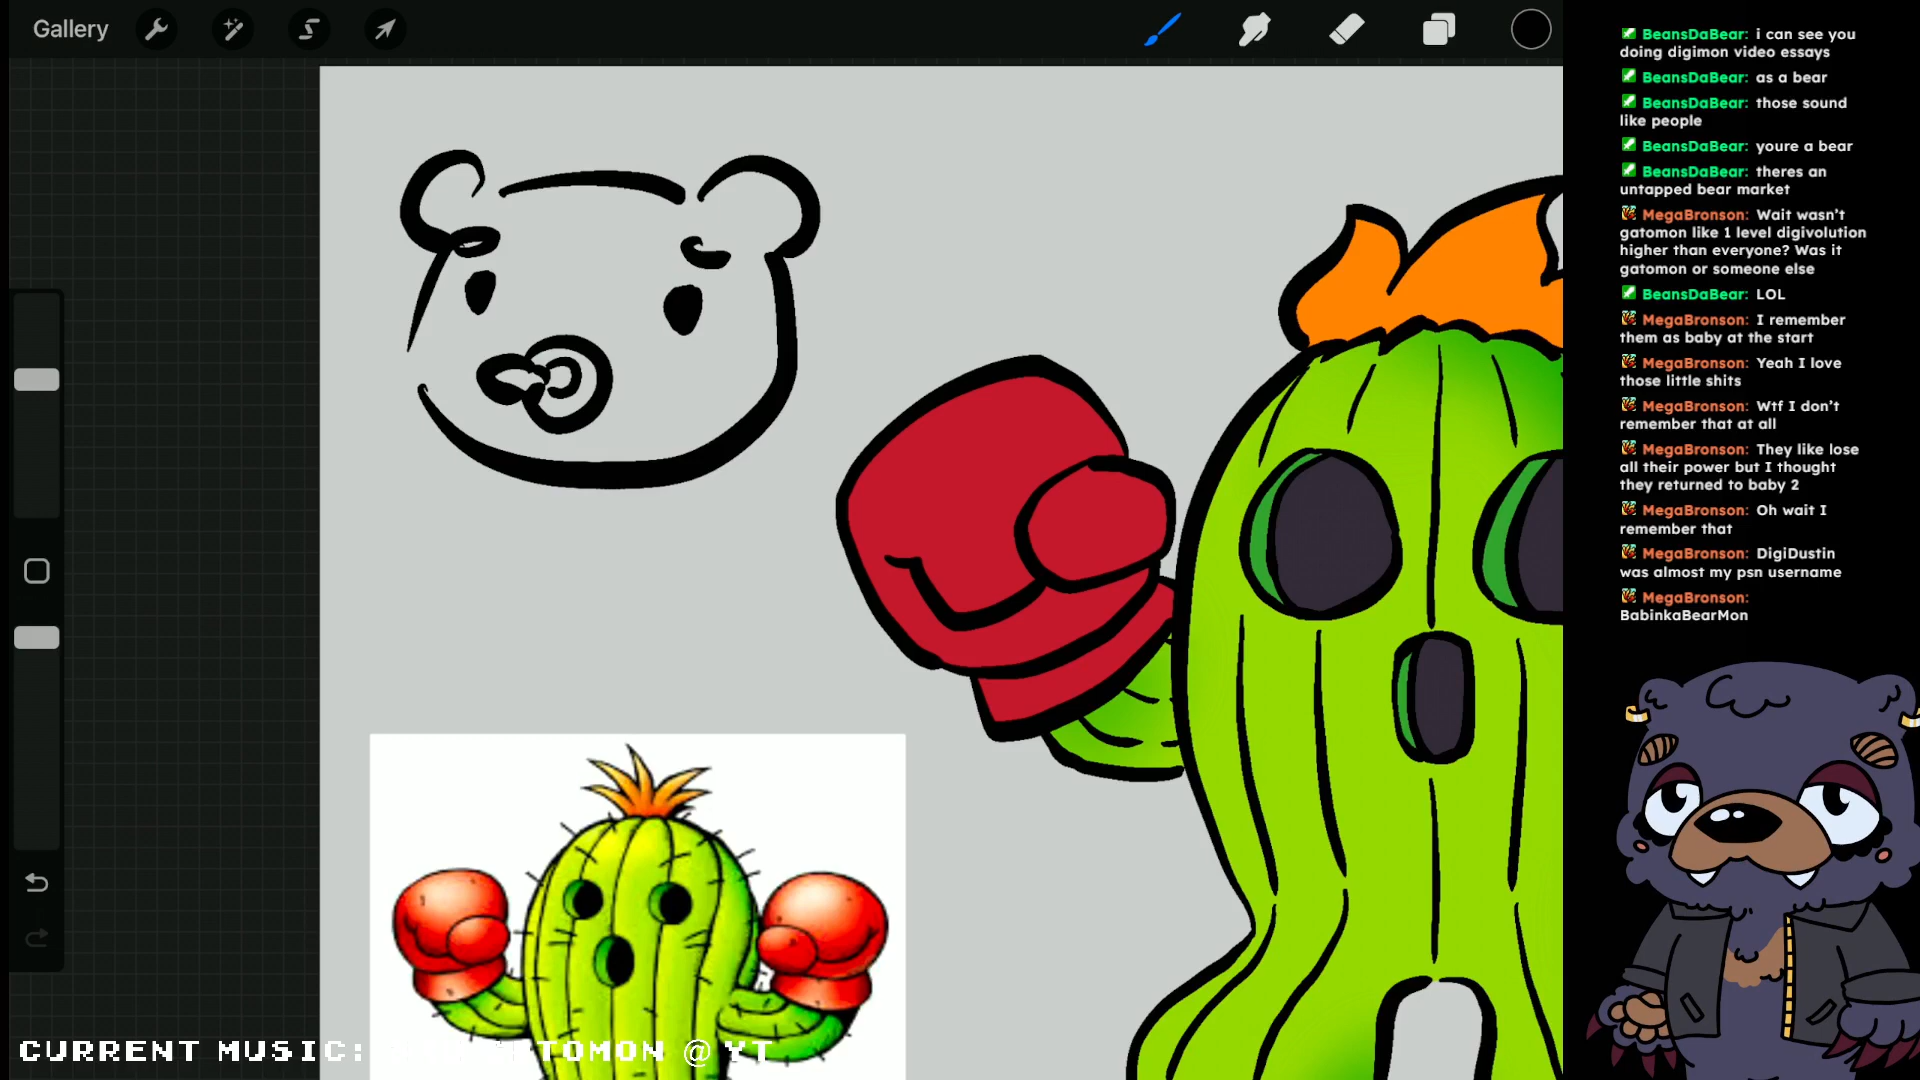 Gallery
BeansDaBear: i can see you
doing digimon video essays
BeansDaBear: as a bear
BeansDaBear: those sound
like people
BeansDaBear: youre a bear
BeansDaBear: theres an
untapped bear market
MegaBronson: Wait wasn't
gatomon like 1 level digivolution
higher than everyone? Was it
gatomon or someone else
BeansDaBear: LOL
MegaBronson: I remember
them as baby at the start
MegaBronson: Yeah I love
those little shits
MegaBronson: Wtf I don't
remember that at all
MegaBronson: They like lose
all their power but I thought
they returned to baby 2
MegaBronson: Oh wait I
remember that
MegaBronson: DigiDustin
was almost my psn username
MegaBronson:
BabinkaBearMon
CURRENT MUSIC: @ YT